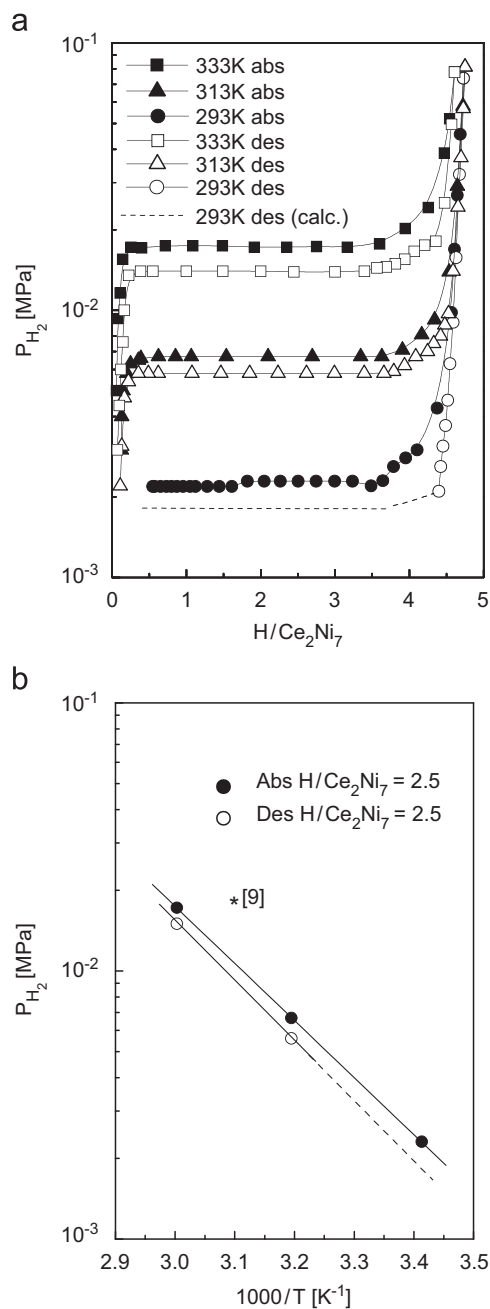 a
10⁻¹
10⁻²
10⁻³
P_H₂ [MPa]
333K abs
313K abs
293K abs
333K des
313K des
293K des
293K des (calc.)
0 1 2 3 4 5
H/Ce₂Ni₇
b
10⁻¹
10⁻²
10⁻³
P_H₂ [MPa]
Abs H/Ce₂Ni₇ = 2.5
Des H/Ce₂Ni₇ = 2.5
*[9]
2.9 3.0 3.1 3.2 3.3 3.4 3.5
1000/T [K⁻¹]